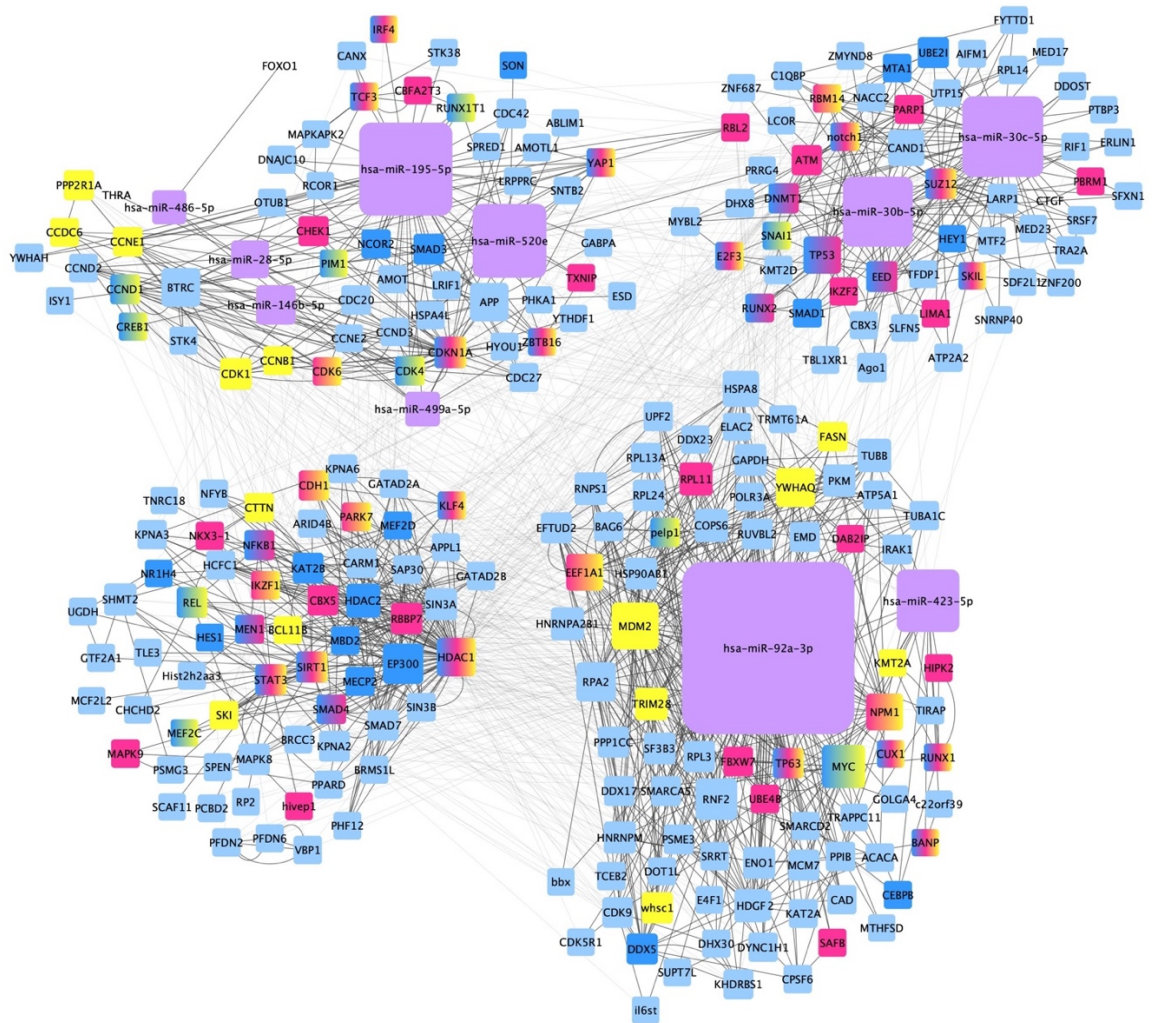 IRF4
CANX
STK38
SON
FOXO1
TCF3
CBFA2T3
RUNX1T1
CDC42
MAPKAPK2
ABLIM1
SPRED1
AMOTL1
DNAJC10
hsa-miR-195-5p
YAP1
RCOR1
LRPPRC
SNTB2
PPP2R1A
THRA
hsa-miR-486-5p
OTUB1
CCDC6
CCNE1
CHEK1
NCOR2
SMAD3
hsa-miR-520e
GABPA
YWHAH
CCND2
hsa-miR-28-5p
PIM1
AMOT
TXNIP
CCND1
BTRC
LRIF1
ISY1
hsa-miR-146b-5p
CDC20
HSPA4L
APP
PHKA1
ESD
CREB1
STK4
CCNE2
CCND3
YTHDF1
HYOU1
ZBTB16
CDK1
CCNB1
CDK6
CDK4
CDKN1A
CDC27
hsa-miR-499a-5p
FYTTD1
ZMYND8
UBE2I
AIFM1
MED17
ZNF687
C1QBP
MTA1
RPL14
DDOST
RBM14
NACC2
UTP15
PTBP3
RBL2
LCOR
PARP1
notch1
hsa-miR-30c-5p
CAND1
RIF1
ERLIN1
ATM
PRRG4
SUZ12
PBRM1
DHX8
DNMT1
LARP1
CTGF
SFXN1
MYBL2
hsa-miR-30b-5p
SNAI1
HEY1
MED23
SRSF7
E2F3
TP53
MTF2
TRA2A
KMT2D
EED
TFDP1
SKIL
RUNX2
IKZF2
SDF2L1
ZNF200
SMAD1
LIMA1
CBX3
SLFN5
SNRNP40
TBL1XR1
Ago1
ATP2A2
KPNA6
CDH1
GATAD2A
TNRC18
NFYB
CTTN
KLF4
ARID4B
PARK7
MEF2D
KPNA3
NKX3-1
NFKB1
APPL1
HCFC1
KAT2B
CARM1
SAP30
NR1H4
IKZF1
GATAD2B
SHMT2
REL
CBX5
HDAC2
SIN3A
UGDH
RBBP7
HES1
MEN1
BCL11B
MBD2
GTF2A1
TLE3
EP300
HDAC1
SIRT1
STAT3
MECP2
Hist2h2aa3
MCF2L2
CHCHD2
SKI
SMAD4
SIN3B
MEF2C
SMAD7
MAPK9
BRCC3
KPNA2
PSMG3
SPEN
MAPK8
BRMS1L
PPARD
SCAF11
PCBD2
RP2
hivep1
PHF12
PFDN2
PFDN6
VBP1
HSPA8
UPF2
TRMT61A
ELAC2
DDX23
FASN
RPL13A
GAPDH
TUBB
RPL11
RNPS1
YWHAQ
PKM
RPL24
POLR3A
ATP5A1
TUBA1C
EFTUD2
BAG6
pelp1
COPS6
RUVBL2
EMD
DAB2IP
IRAK1
EEF1A1
HSP90AB1
hsa-miR-423-5p
HNRNPA2B1
MDM2
hsa-miR-92a-3p
KMT2A
HIPK2
RPA2
TRIM28
NPM1
TIRAP
PPP1CC
SF3B3
RPL3
FBXW7
TP63
MYC
CUX1
RUNX1
DDX17
SMARCA5
RNF2
UBE4B
GOLGA4
c22orf39
TRAPPC11
HNRNPM
PSME3
SMARCD2
BANP
SRRT
ENO1
PPIB
ACACA
MCM7
bbx
TCEB2
DOT1L
CEBPB
CDK9
whsc1
E4F1
HDGF2
KAT2A
CAD
MTHFSD
CDK5R1
DDX5
DHX30
DYNC1H1
SAFB
SUPT7L
KHDRBS1
CPSF6
il6st